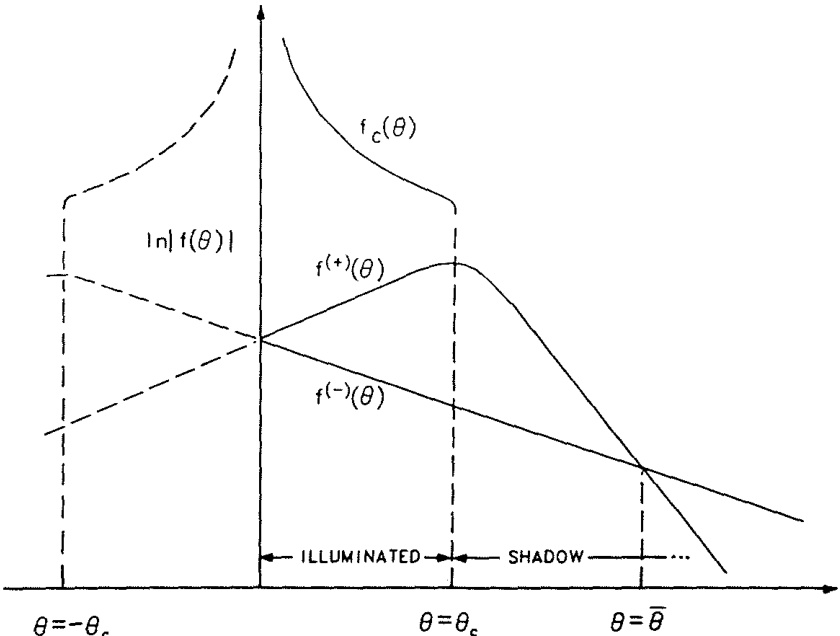 f_c(θ)
ln|f(θ)|
f^(+)(θ)
f^(-)(θ)
ILLUMINATED
SHADOW
...
θ=-θ_c
θ=θ_c
θ=θ̅